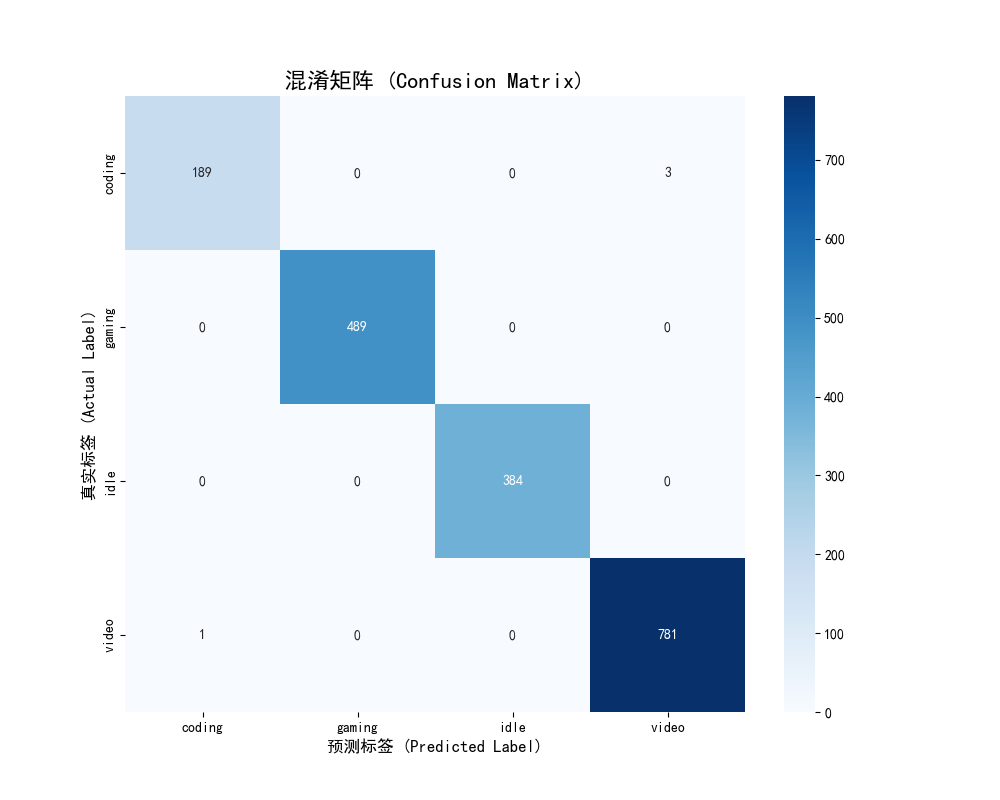 混淆矩阵 (Confusion Matrix)
真实标签 (Actual Label)
coding
189 0 0 3
gaming
0 489 0 0
idle
0 0 384 0
video
1 0 0 781
coding gaming idle video
预测标签 (Predicted Label)
700
600
500
400
300
200
100
0